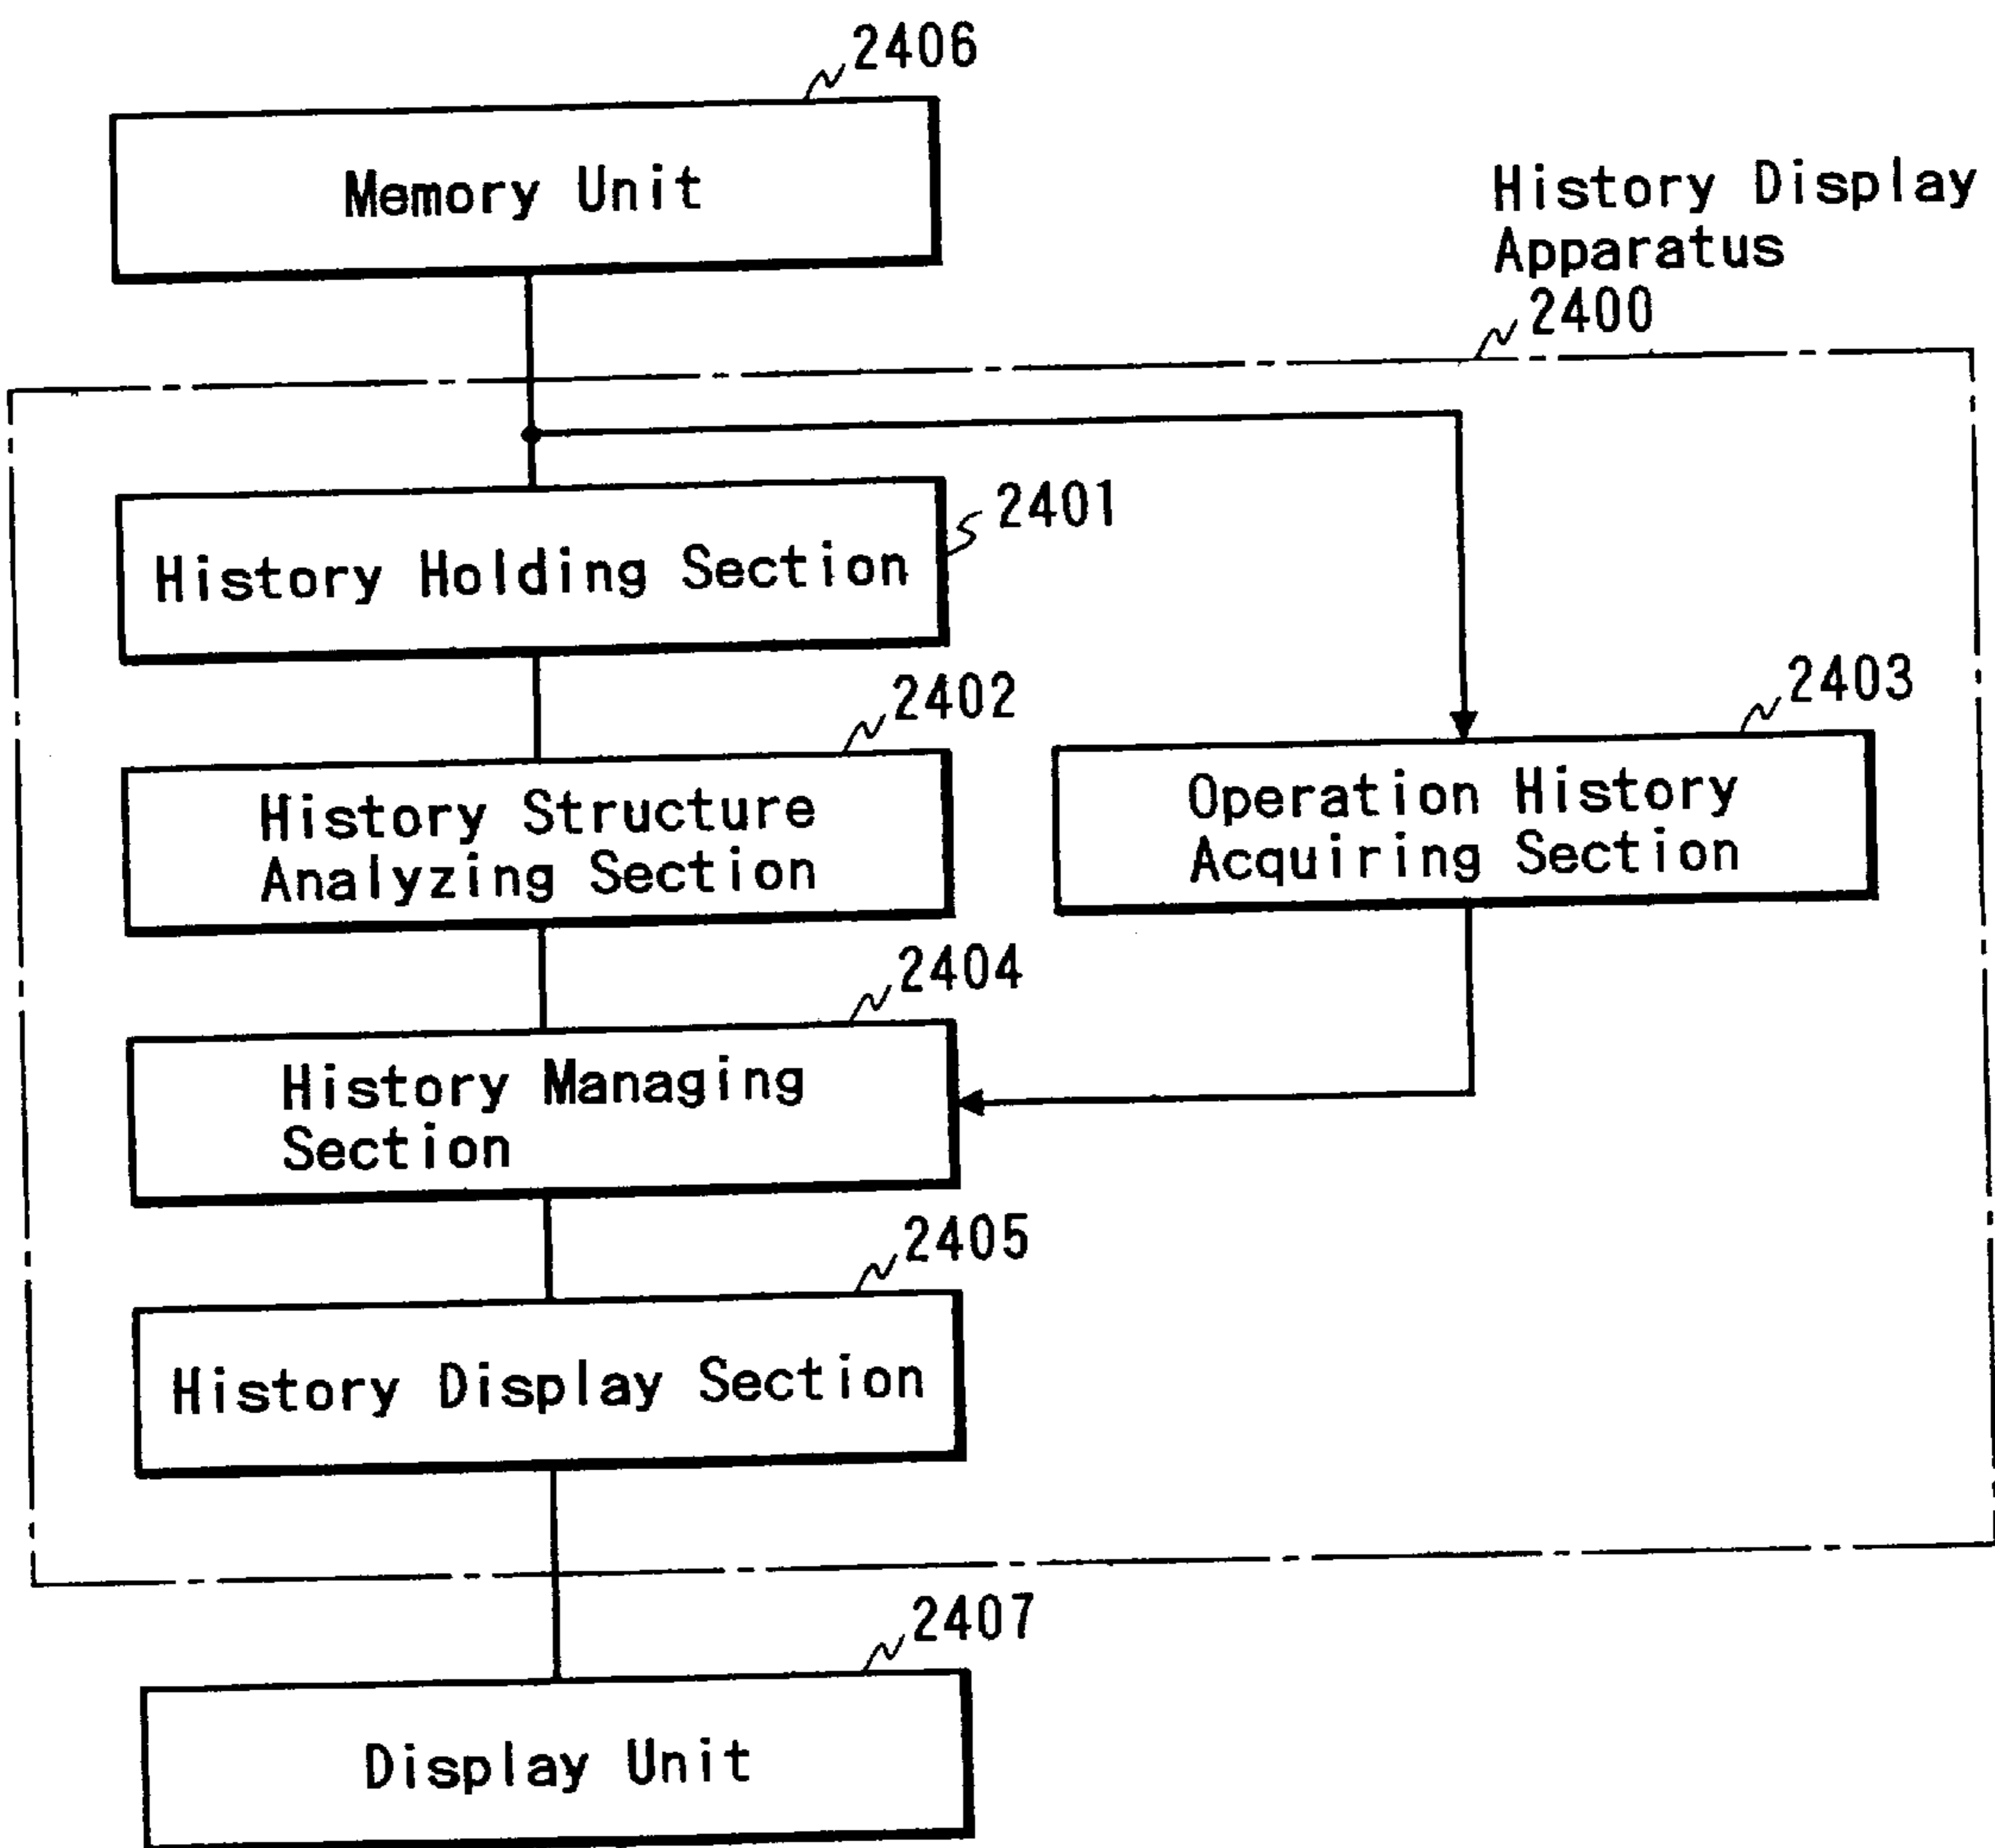 2406
Memory Unit
History Display
Apparatus
2400
2401
History Holding Section
2402
History Structure
Analyzing Section
2403
Operation History
Acquiring Section
2404
History Managing
Section
2405
History Display Section
2407
Display Unit